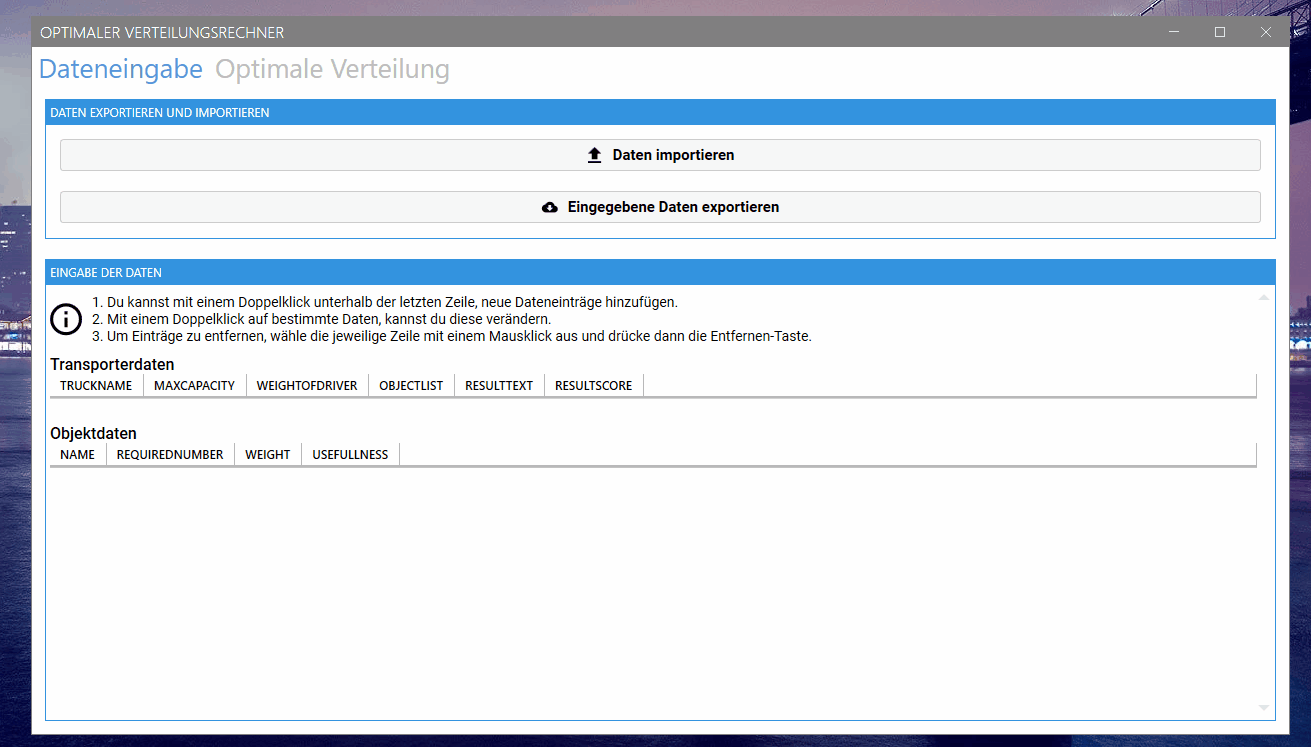 OPTIMALER VERTEILUNGSRECHNER
Dateneingabe Optimale Verteilung
DATEN EXPORTIEREN UND IMPORTIEREN
Daten importieren
Eingegebene Daten exportieren
EINGABE DER DATEN
1. Du kannst mit einem Doppelklick unterhalb der letzten Zeile, neue Dateneinträge hinzufügen.
2. Mit einem Doppelklick auf bestimmte Daten, kannst du diese verändern.
3. Um Einträge zu entfernen, wähle die jeweilige Zeile mit einem Mausklick aus und drücke dann die Entfernen-Taste.
Transporterdaten
TRUCKNAME MAXCAPACITY WEIGHTOFDRIVER OBJECTLIST RESULTTEXT RESULTSCORE
Objektdaten
NAME REQUIREDNUMBER WEIGHT USEFULLNESS